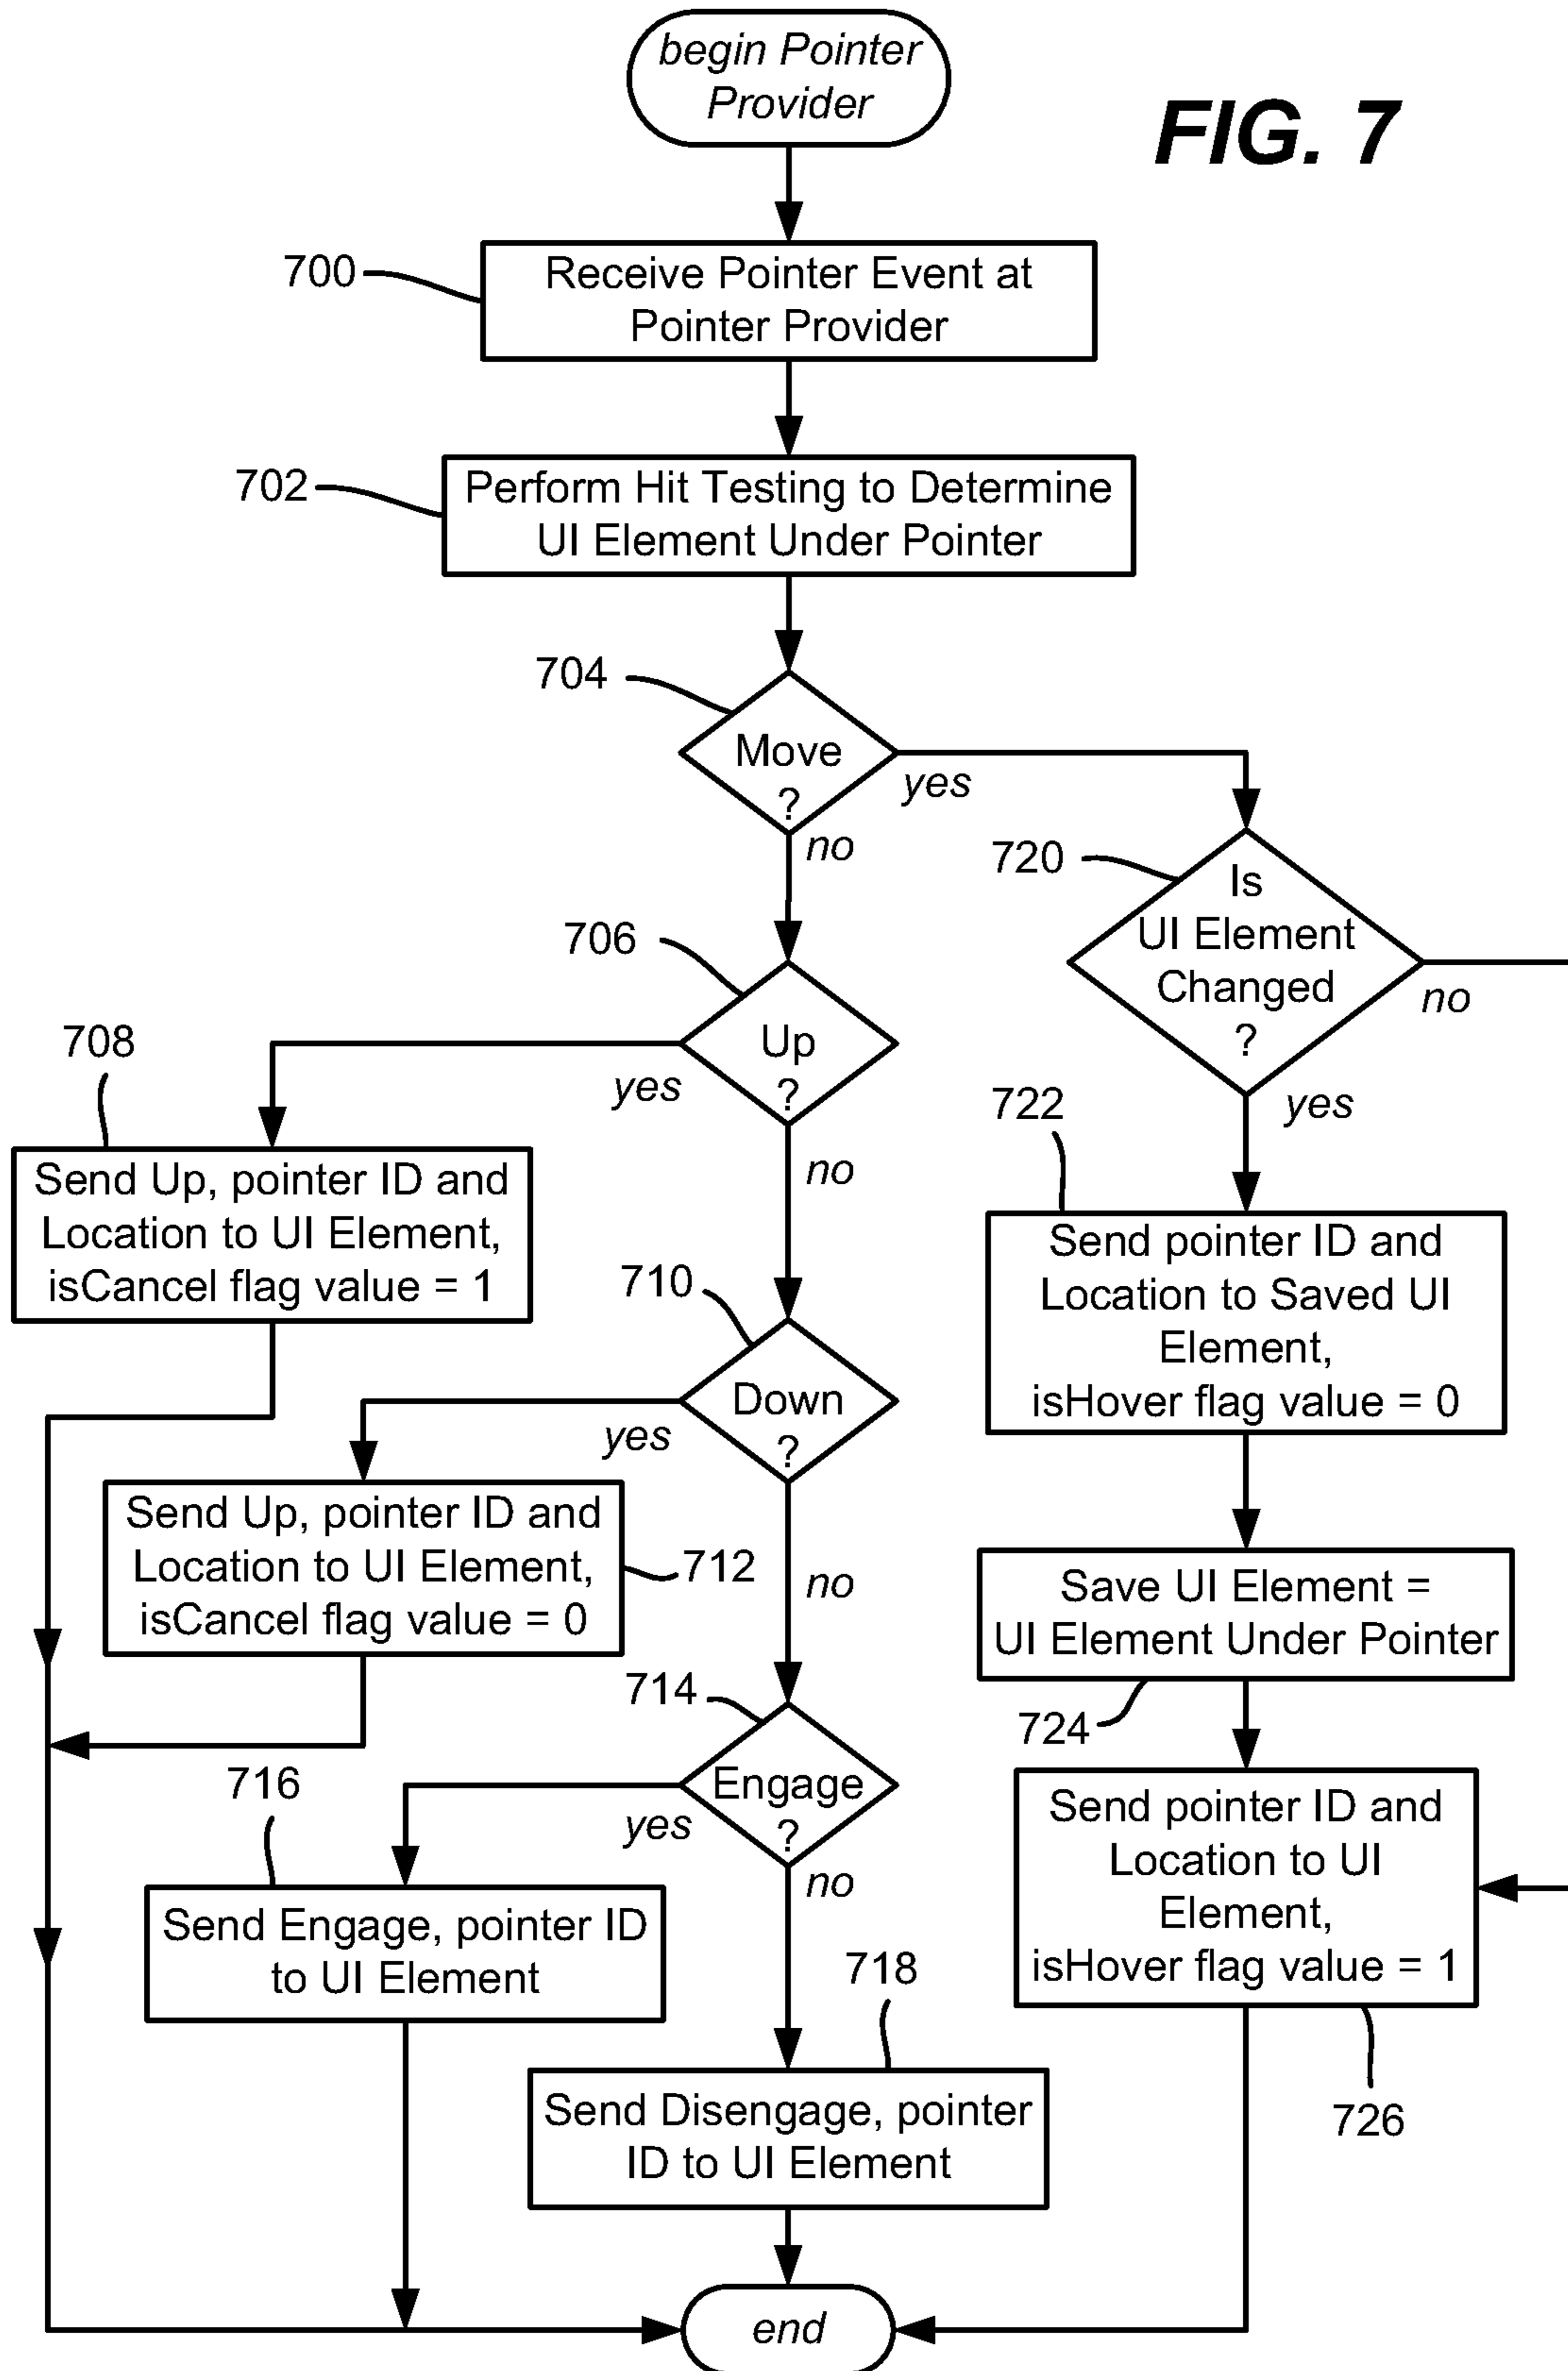 begin Pointer
Provider
FIG. 7
700
Receive Pointer Event at
Pointer Provider
702
Perform Hit Testing to Determine
UI Element Under Pointer
704
Move
?
yes
no
720
Is
UI Element
Changed
?
no
yes
706
Up
?
yes
no
708
Send Up, pointer ID and
Location to UI Element,
isCancel flag value = 1
722
Send pointer ID and
Location to Saved UI
Element,
isHover flag value = 0
710
Down
?
yes
no
Send Up, pointer ID and
Location to UI Element,
isCancel flag value = 0
712
Save UI Element =
UI Element Under Pointer
724
714
Engage
?
yes
no
716
Send Engage, pointer ID
to UI Element
Send pointer ID and
Location to UI
Element,
isHover flag value = 1
726
718
Send Disengage, pointer
ID to UI Element
end